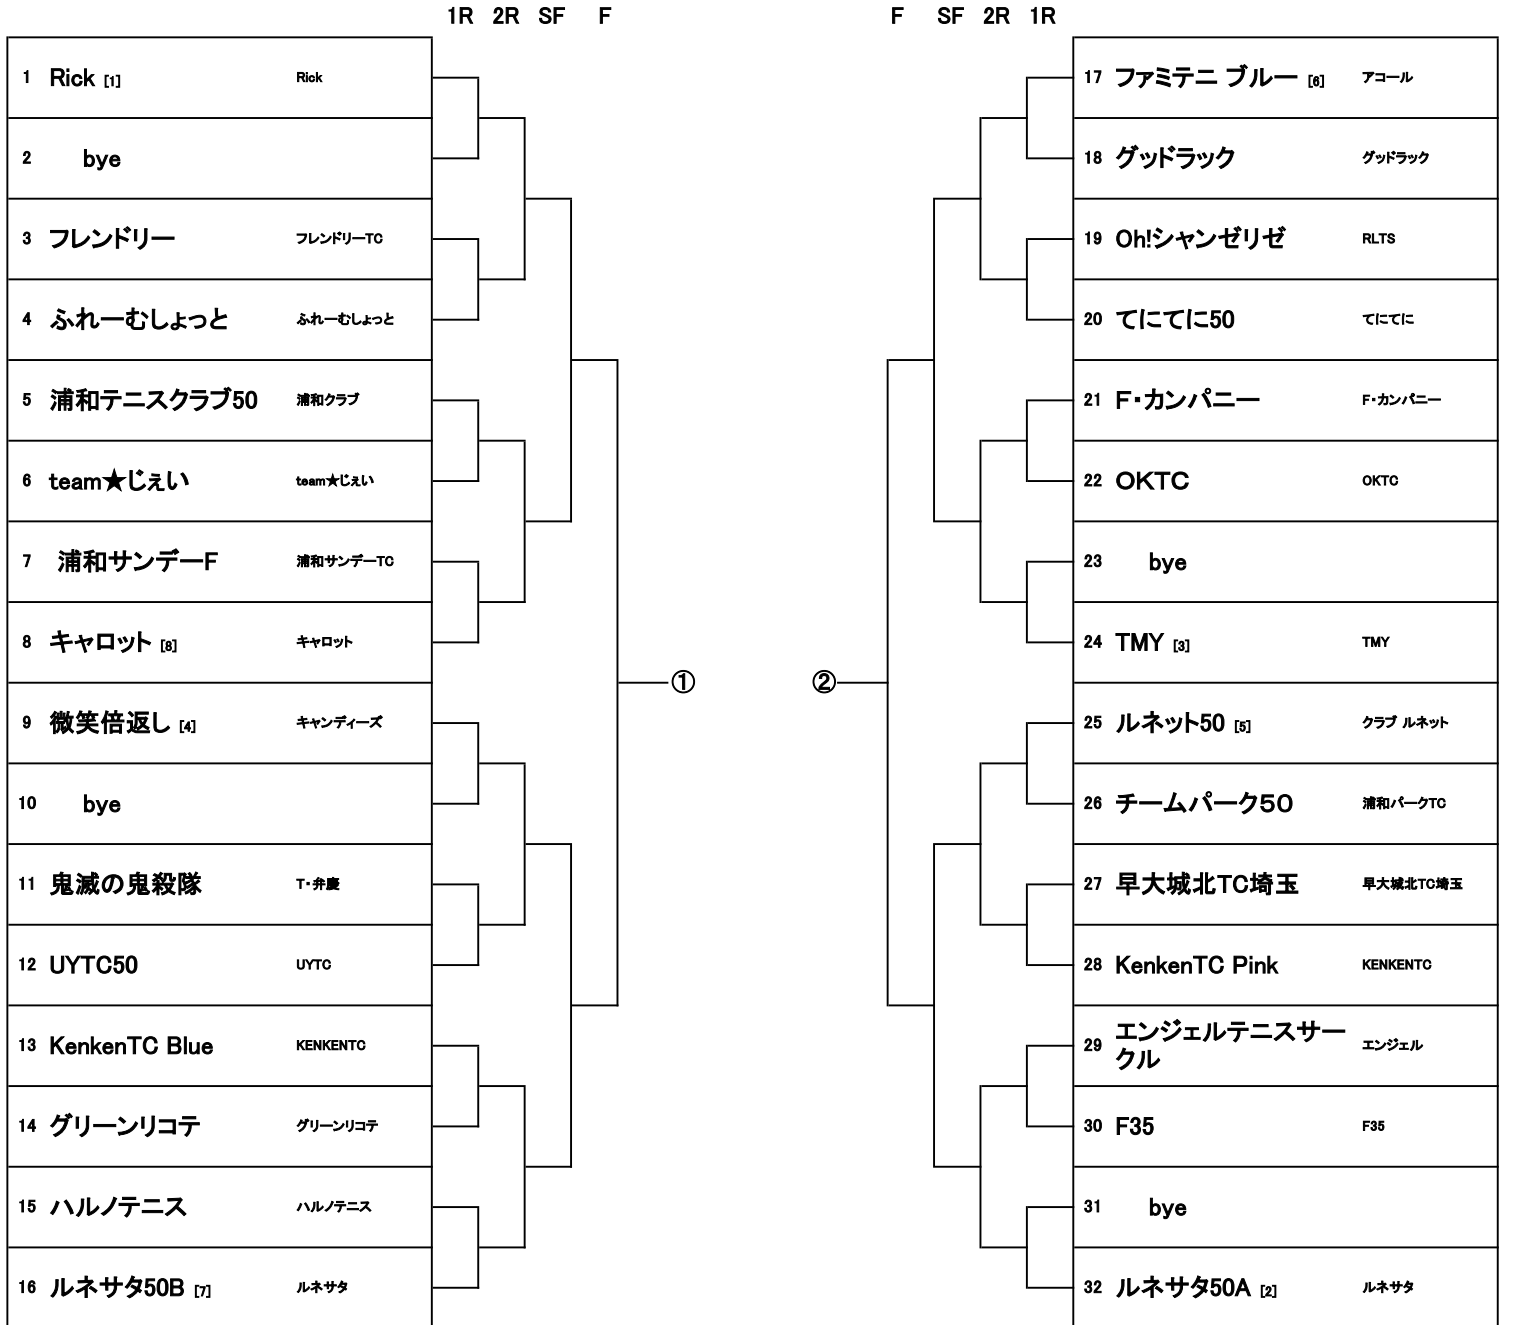 1R 2R SF F
F SF 2R 1R
1 Rick [1] Rick
2 bye
3 フレンドリー フレンドリーTC
4 ふれーむしょっと ふれーむしょっと
5 浦和テニスクラブ50 浦和クラブ
6 team★じぇい team★じぇい
7 浦和サンデーF 浦和サンデーTC
8 キャロット [8] キャロット
9 微笑倍返し [4] キャンディーズ
10 bye
11 鬼滅の鬼殺隊 T・弁慶
12 UYTC50 UYTC
13 KenkenTC Blue KENKENTC
14 グリーンリコテ グリーンリコテ
15 ハルノテニス ハルノテニス
16 ルネサタ50B [7] ルネサタ
①
②
17 ファミテニ ブルー [6] アコール
18 グッドラック グッドラック
19 Oh!シャンゼリゼ RLTS
20 てにてに50 てにてに
21 F・カンパニー F・カンパニー
22 OKTC OKTC
23 bye
24 TMY [3] TMY
25 ルネット50 [5] クラブ ルネット
26 チームパーク50 浦和パークTC
27 早大城北TC埼玉 早大城北TC埼玉
28 KenkenTC Pink KENKENTC
29 エンジェルテニスサー
クル エンジェル
30 F35 F35
31 bye
32 ルネサタ50A [2] ルネサタ